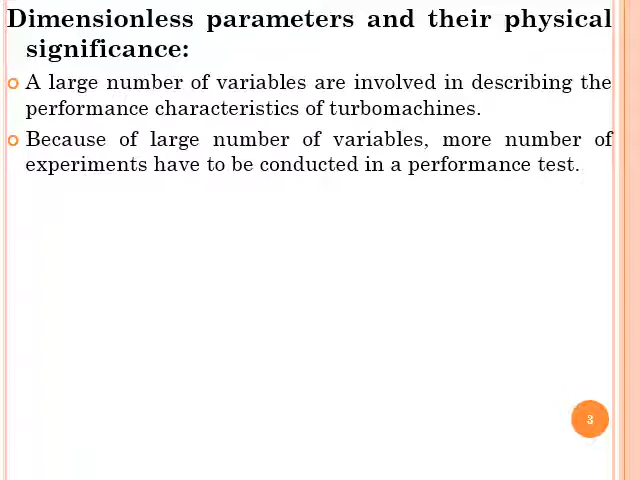 Dimensionless parameters and their physical
significance:
A large number of variables are involved in describing the
performance characteristics of turbomachines.
Because of large number of variables, more number of
experiments have to be conducted in a performance test.
3